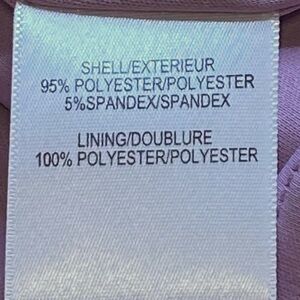 SHELL/EXTERIEUR
95% POLYESTER/POLYESTER
5%SPANDEX/SPANDEX
LINING/DOUBLURE
100% POLYESTER/POLYESTER